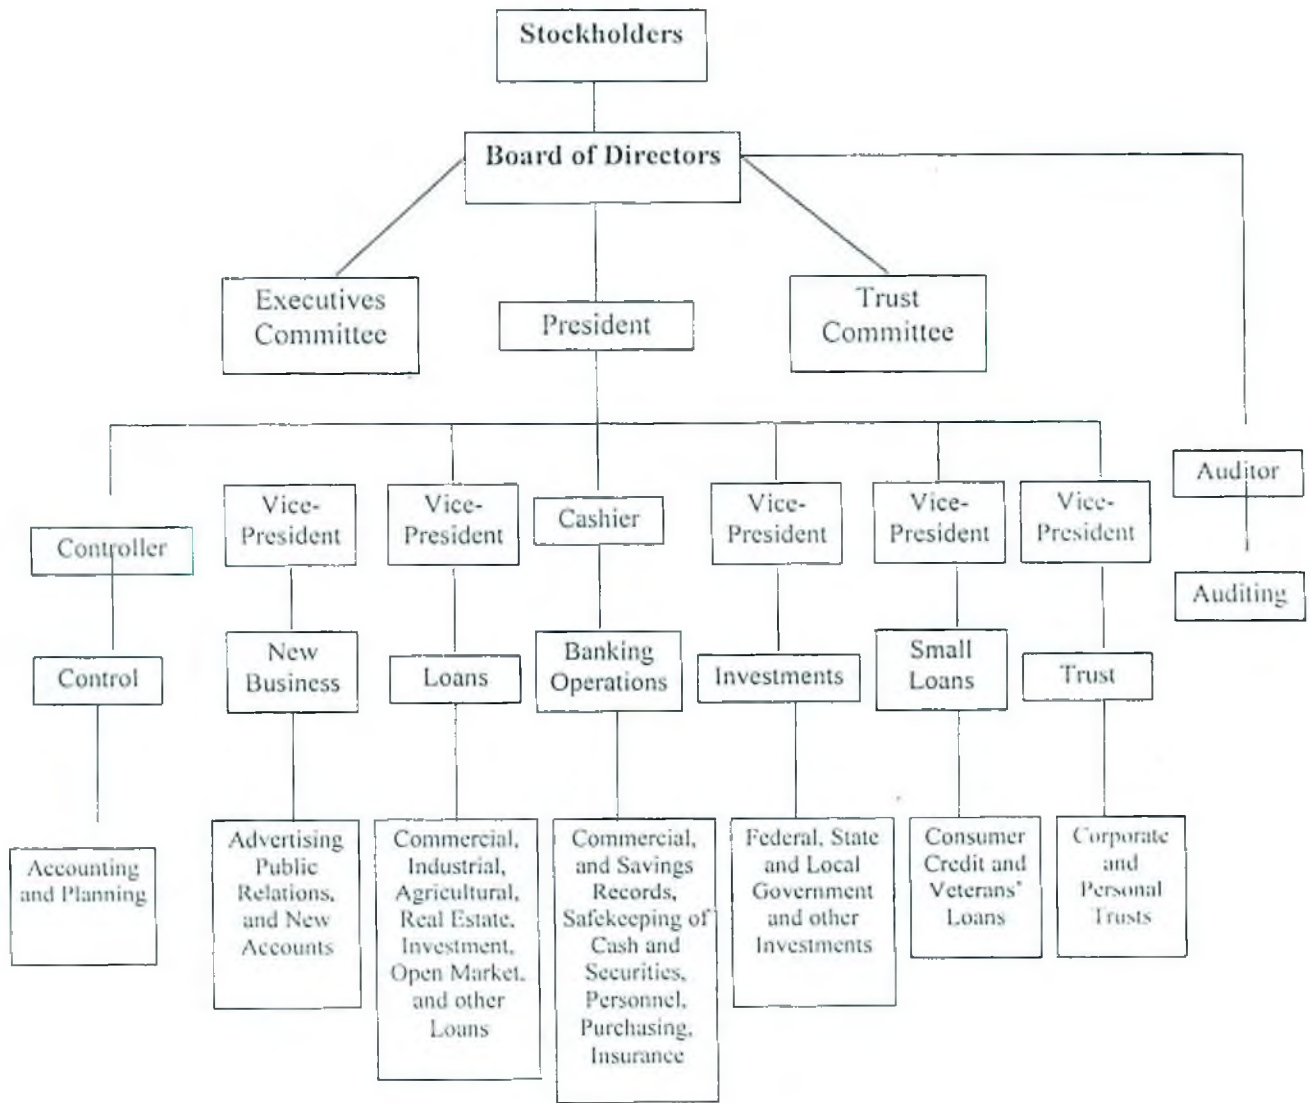 Stockholders
Board of Directors
Executives
Committee
President
Trust
Committee
Auditor
Auditing
Controller
Control
Accounting
and Planning
Vice-
President
New
Business
Advertising
Public
Relations,
and New
Accounts
Vice-
President
Loans
Commercial,
Industrial,
Agricultural,
Real Estate,
Investment,
Open Market,
and other
Loans
Cashier
Banking
Operations
Commercial,
and Savings
Records,
Safekeeping of
Cash and
Securities,
Personnel,
Purchasing,
Insurance
Vice-
President
Investments
Federal, State
and Local
Government
and other
Investments
Vice-
President
Small
Loans
Consumer
Credit and
Veterans'
Loans
Vice-
President
Trust
Corporate
and
Personal
Trusts